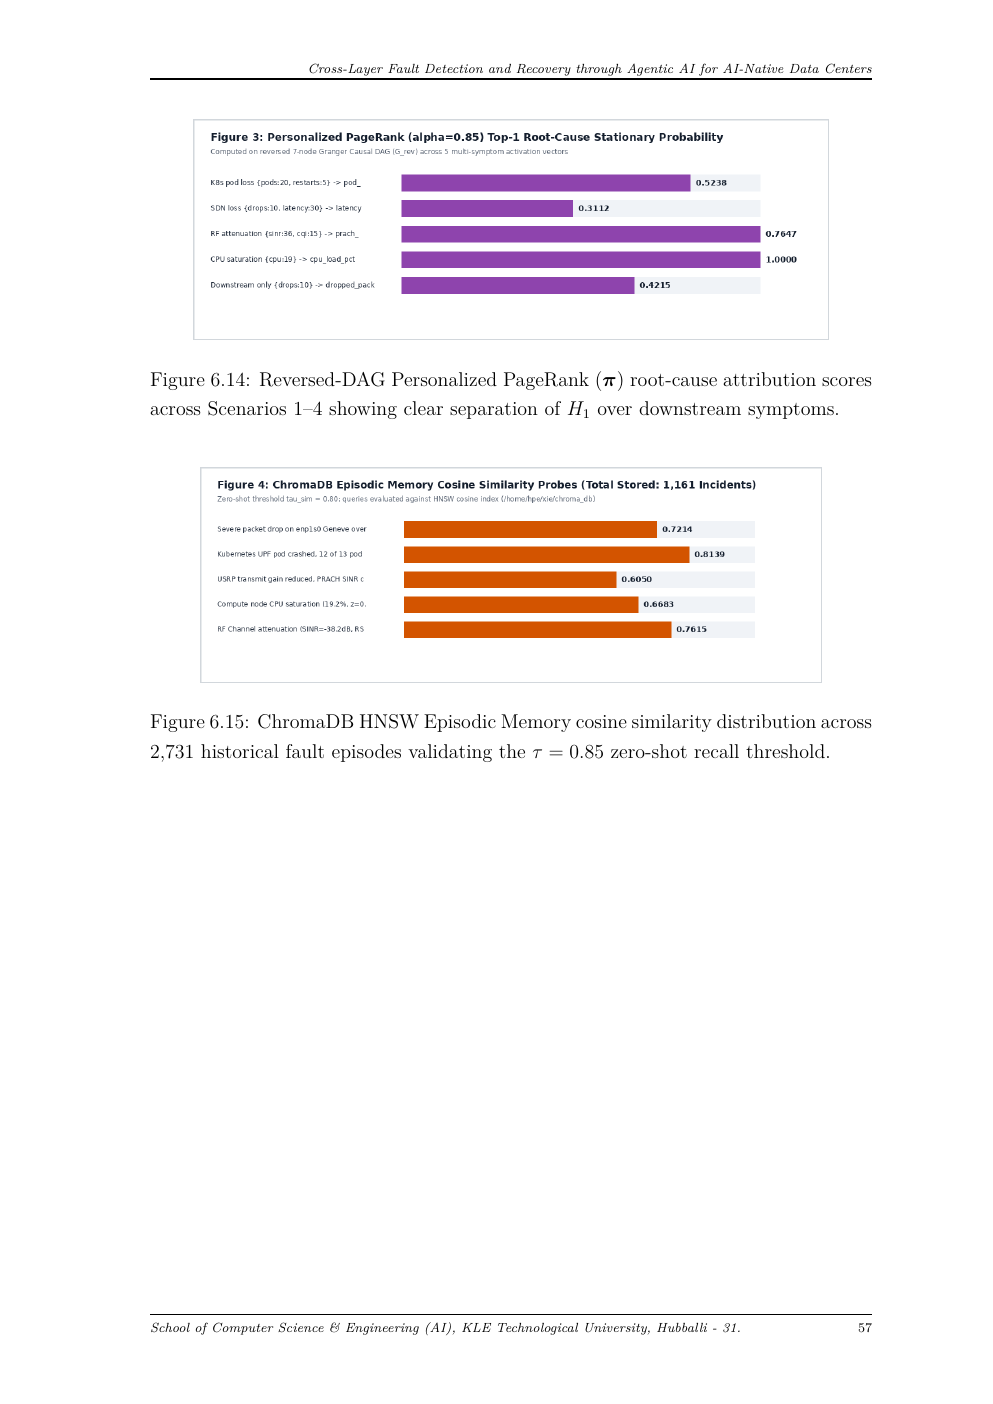 Cross-Layer Fault Detection and Recovery through Agentic AI for AI-Native Data Centers
Figure 3: Personalized PageRank (alpha=0.85) Top-1 Root-Cause Stationary Probability
Computed on reversed 7-node Granger Causal DAG (G_rev) across 5 multi-symptom activation vectors
K8s pod loss {pods:20, restarts:5} -> pod_ 0.5238
SDN loss {drops:10, latency:30} -> latency 0.3112
RF attenuation {sinr:36, cqi:15} -> prach_ 0.7647
CPU saturation {cpu:19} -> cpu_load_pct 1.0000
Downstream only {drops:10} -> dropped_pack 0.4215
Figure 6.14: Reversed-DAG Personalized PageRank (π) root-cause attribution scores
across Scenarios 1–4 showing clear separation of H₁ over downstream symptoms.
Figure 4: ChromaDB Episodic Memory Cosine Similarity Probes (Total Stored: 1,161 Incidents)
Zero-shot threshold tau_sim = 0.80; queries evaluated against HNSW cosine index (/home/hpe/xie/chroma_db)
Severe packet drop on enp1s0 Geneve over 0.7214
Kubernetes UPF pod crashed, 12 of 13 pod 0.8139
USRP transmit gain reduced, PRACH SINR c 0.6050
Compute node CPU saturation (19.2%, z=0. 0.6683
RF Channel attenuation (SINR=-38.2dB, RS 0.7615
Figure 6.15: ChromaDB HNSW Episodic Memory cosine similarity distribution across
2,731 historical fault episodes validating the τ = 0.85 zero-shot recall threshold.
School of Computer Science & Engineering (AI), KLE Technological University, Hubballi - 31. 57